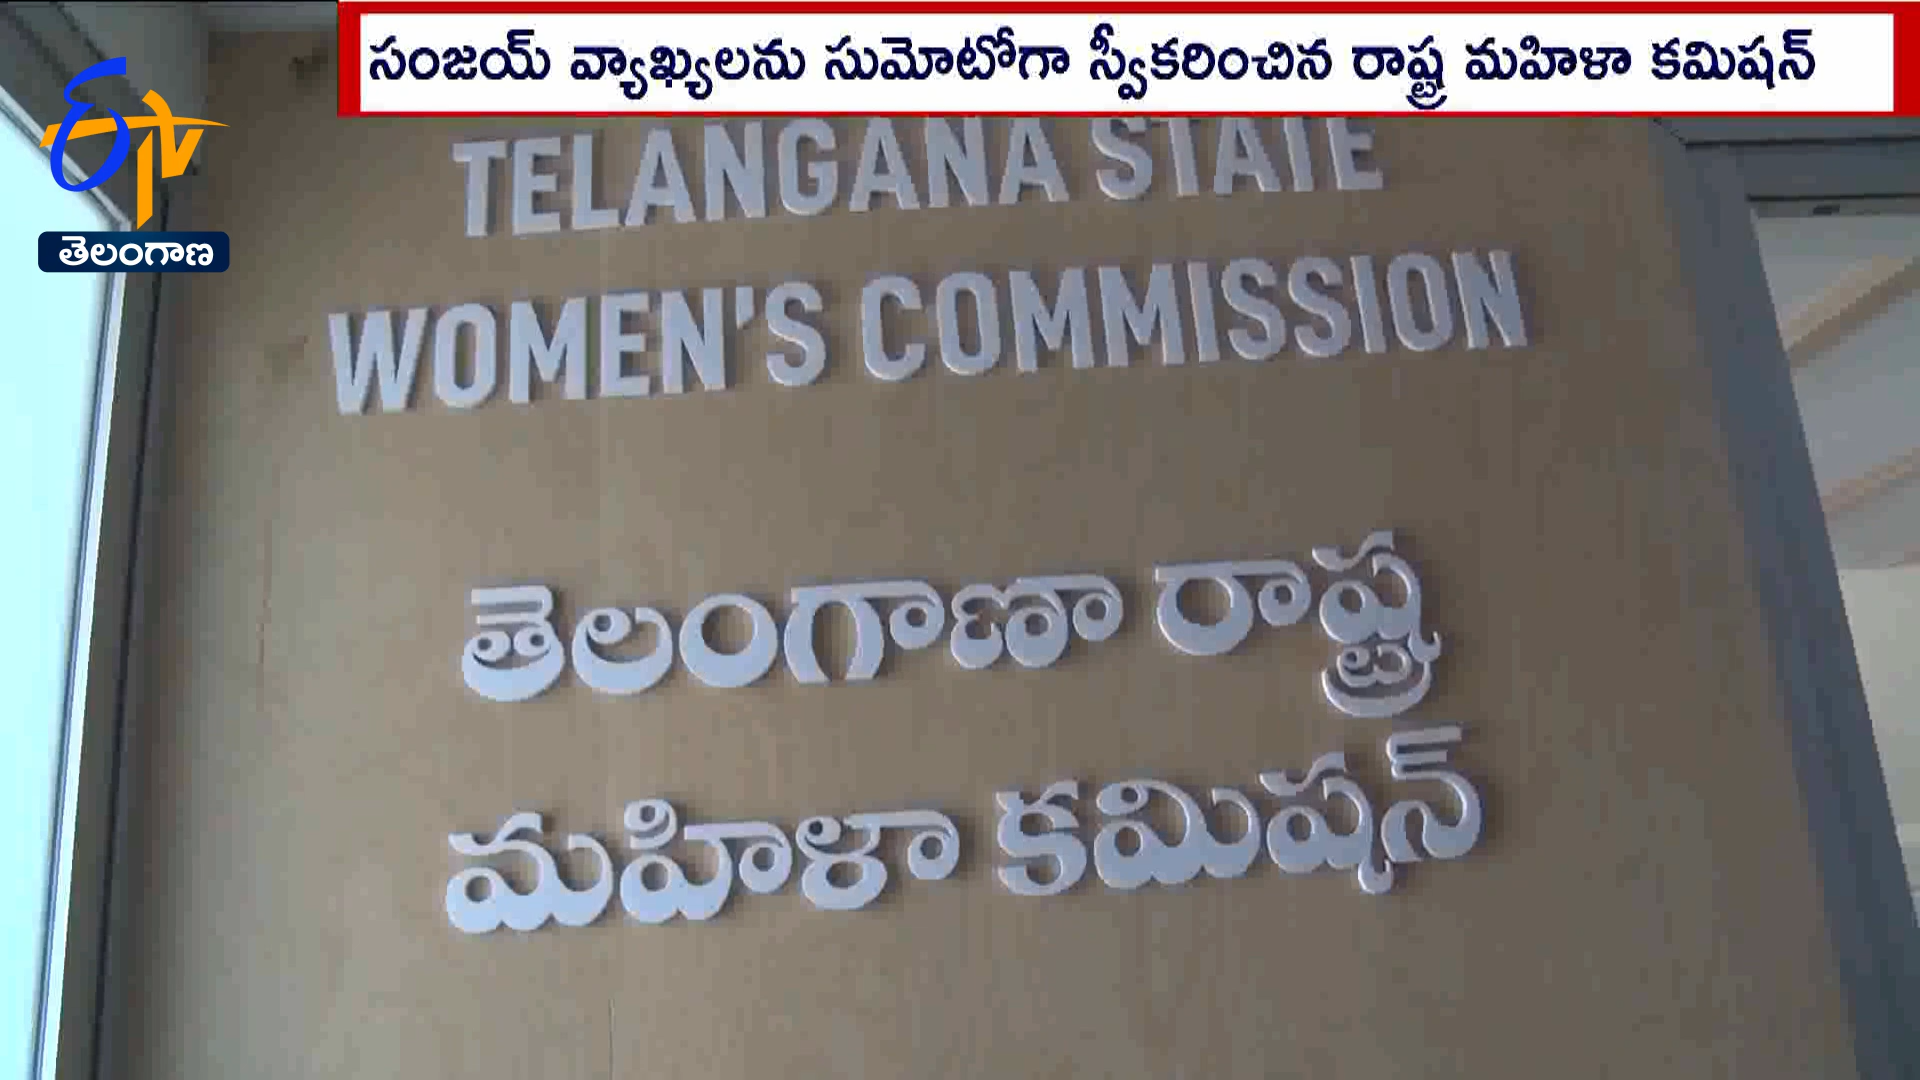 సంజయ్ వ్యాఖ్యలను సుమోటోగా స్వీకరించిన రాష్ట్ర మహిళా కమిషన్
ETV
తెలంగాణ
TELANGANA STATE
WOMEN'S COMMISSION
తెలంగాణా రాష్ట్ర
మహిళా కమిషన్